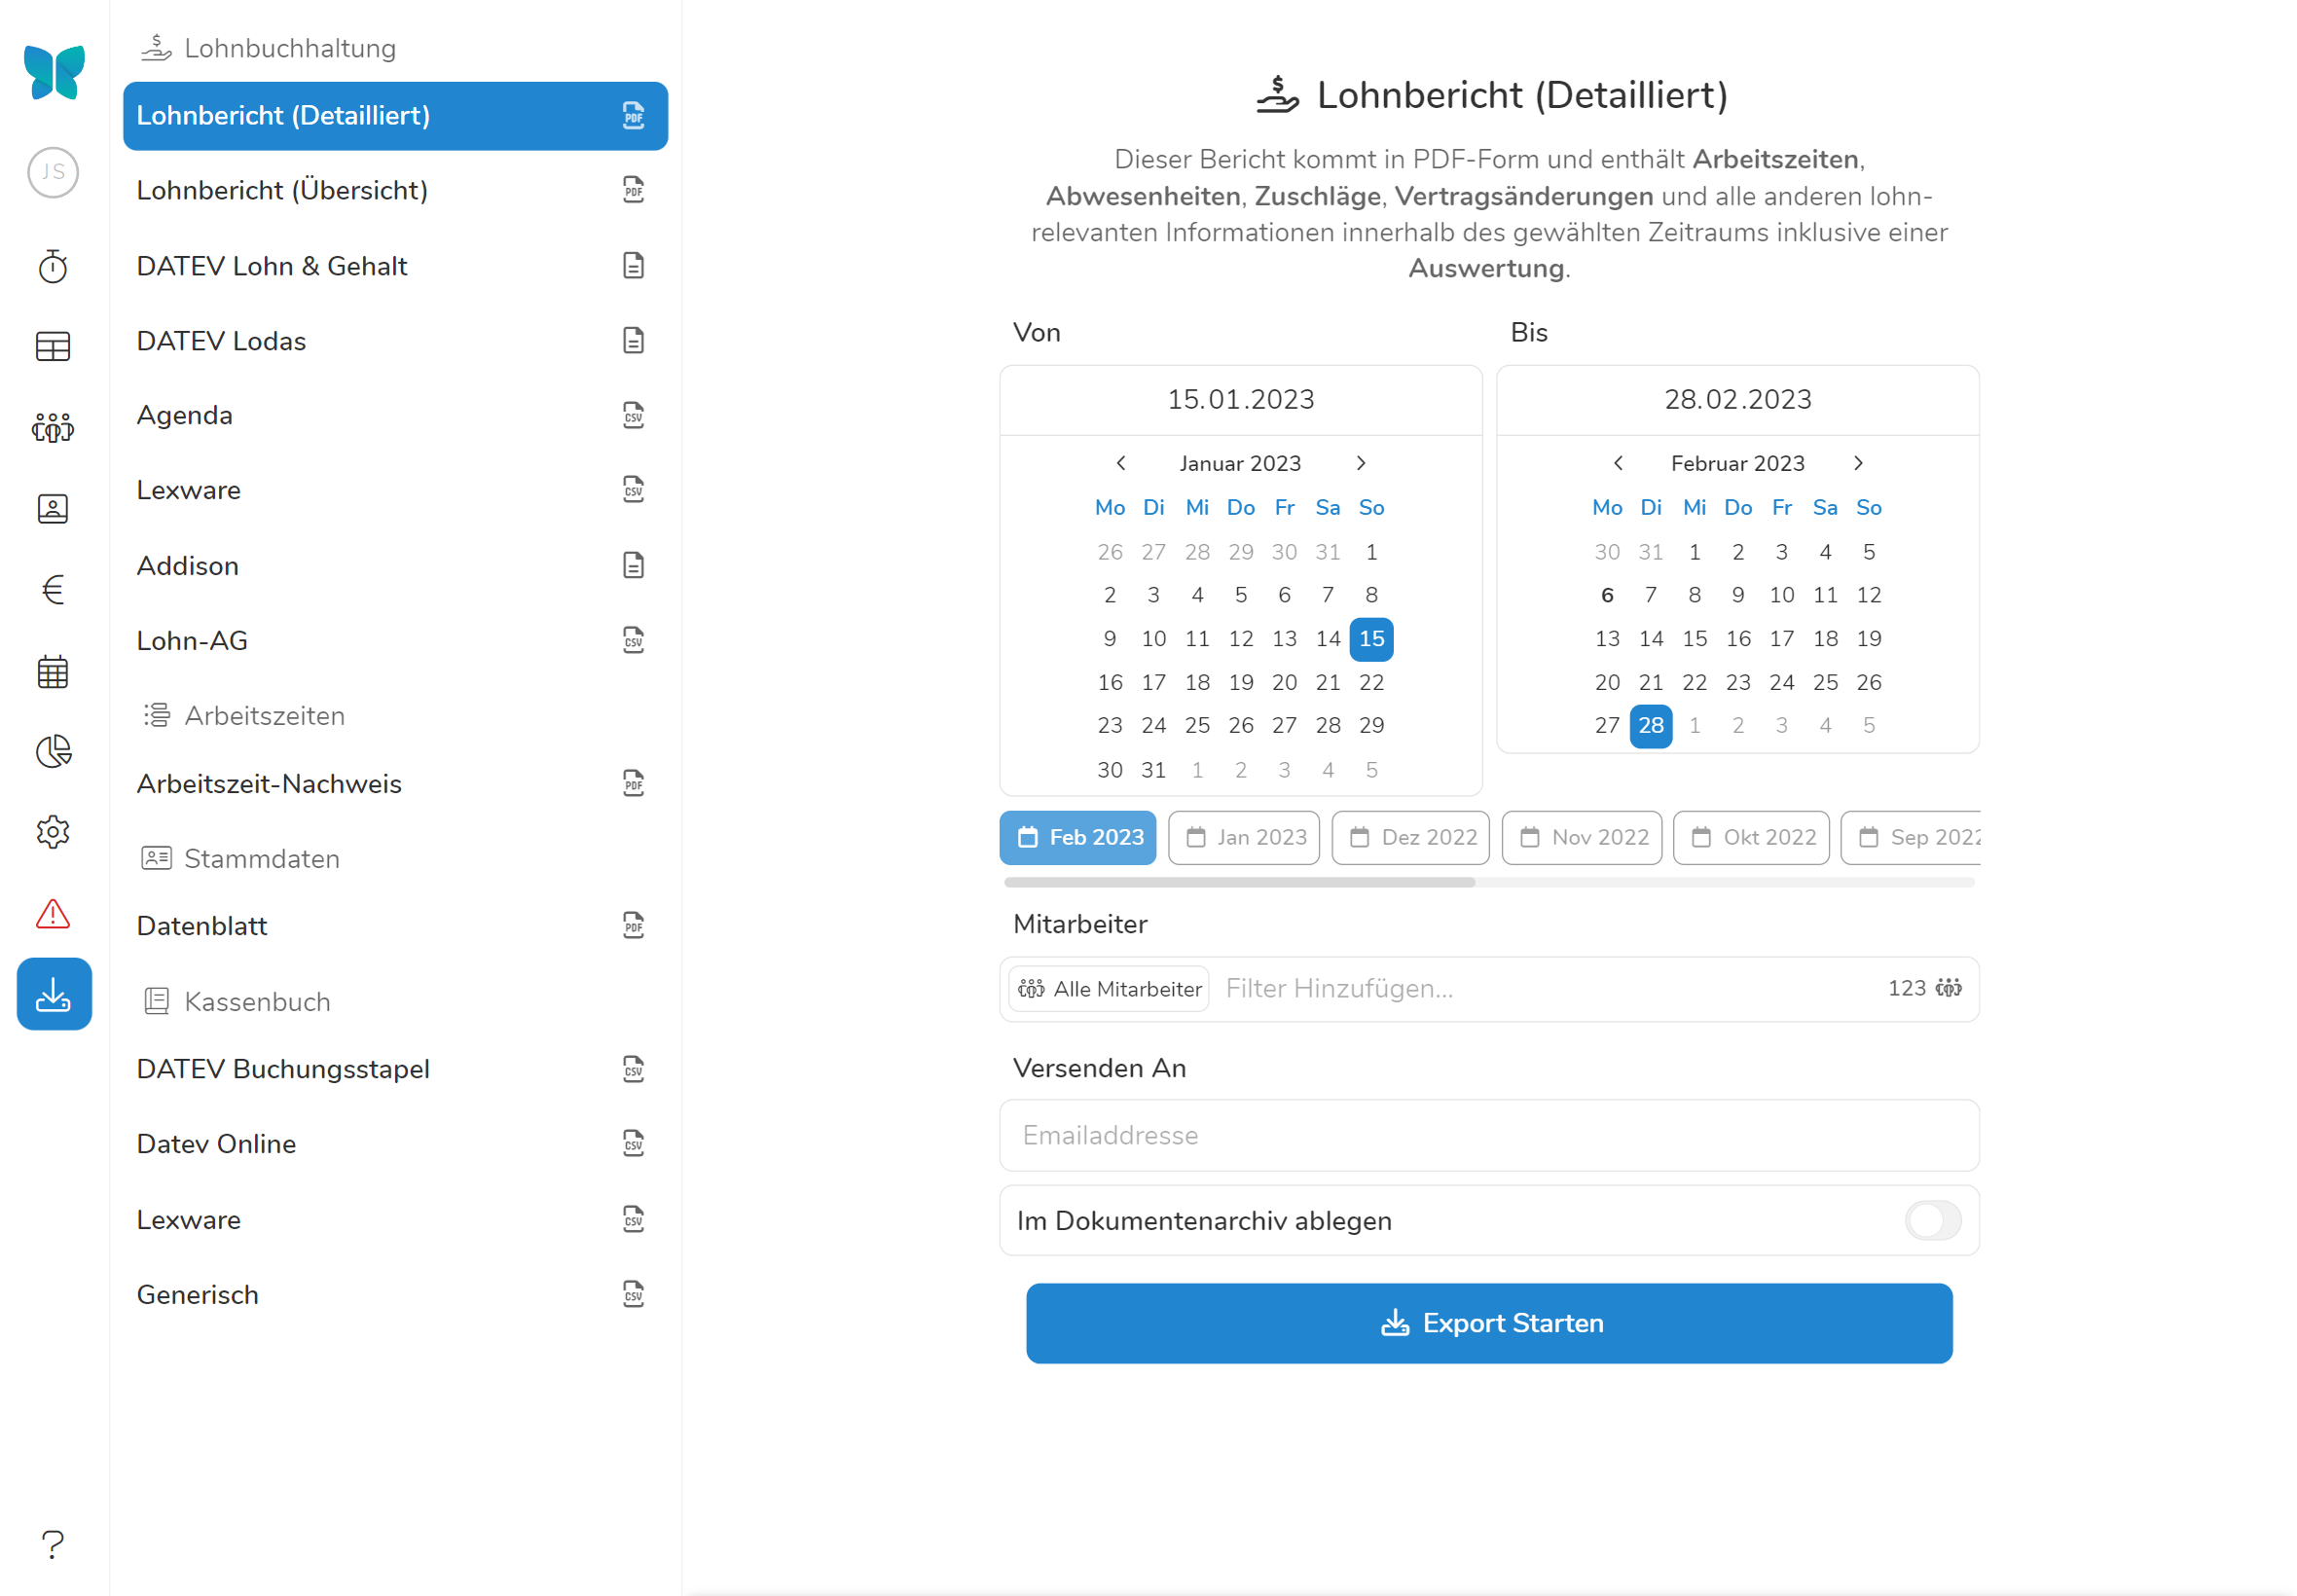 JS
?
Lohnbuchhaltung
Lohnbericht (Detailliert) PDF
Lohnbericht (Übersicht) PDF
DATEV Lohn & Gehalt
DATEV Lodas
Agenda CSV
Lexware CSV
Addison
Lohn-AG CSV
Arbeitszeiten
Arbeitszeit-Nachweis PDF
Stammdaten
Datenblatt PDF
Kassenbuch
DATEV Buchungsstapel CSV
Datev Online CSV
Lexware CSV
Generisch CSV
Lohnbericht (Detailliert)
Dieser Bericht kommt in PDF-Form und enthält Arbeitszeiten,
Abwesenheiten, Zuschläge, Vertragsänderungen und alle anderen lohn-
relevanten Informationen innerhalb des gewählten Zeitraums inklusive einer
Auswertung.
Von
15.01.2023
Januar 2023
Mo Di Mi Do Fr Sa So
26 27 28 29 30 31 1
2 3 4 5 6 7 8
9 10 11 12 13 14 15
16 17 18 19 20 21 22
23 24 25 26 27 28 29
30 31 1 2 3 4 5
Bis
28.02.2023
Februar 2023
Mo Di Mi Do Fr Sa So
30 31 1 2 3 4 5
6 7 8 9 10 11 12
13 14 15 16 17 18 19
20 21 22 23 24 25 26
27 28 1 2 3 4 5
Feb 2023 Jan 2023 Dez 2022 Nov 2022 Okt 2022 Sep 2022
Mitarbeiter
Alle Mitarbeiter Filter Hinzufügen... 123
Versenden An
Emailaddresse
Im Dokumentenarchiv ablegen
Export Starten